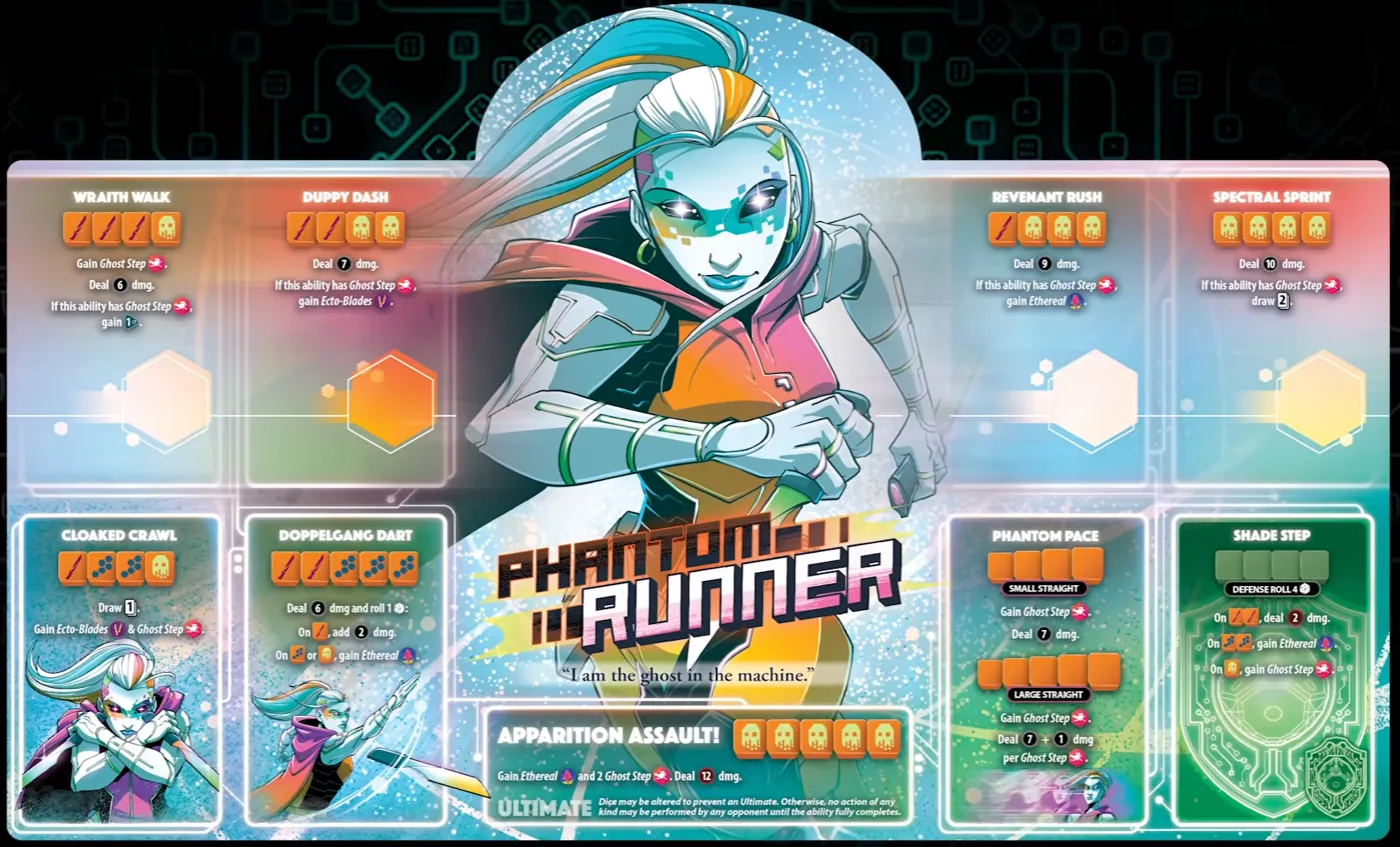 WRAITH WALK
Gain Ghost Step.
Deal 6 dmg.
If this ability has Ghost Step,
gain 1.
DUPPY DASH
Deal 7 dmg.
If this ability has Ghost Step,
gain Ecto-Blades.
REVENANT RUSH
Deal 9 dmg.
If this ability has Ghost Step,
gain Ethereal.
SPECTRAL SPRINT
Deal 10 dmg.
If this ability has Ghost Step,
draw 2.
CLOAKED CRAWL
Draw 1.
Gain Ecto-Blades & Ghost Step.
DOPPELGANG DART
Deal 6 dmg and roll 1:
On, add 2 dmg.
On or, gain Ethereal
PHANTOM
RUNNER
“I am the ghost in the machine.”
APPARITION ASSAULT!
Gain Ethereal and 2 Ghost Step. Deal 12 dmg.
ULTIMATE
Dice may be altered to prevent an Ultimate. Otherwise, no action of any
kind may be performed by any opponent until the ability fully completes.
PHANTOM PACE
SMALL STRAIGHT
Gain Ghost Step.
Deal 7 dmg.
LARGE STRAIGHT
Gain Ghost Step.
Deal 7 + 1 dmg
per Ghost Step.
SHADE STEP
DEFENSE ROLL 4
On, deal 2 dmg.
On, gain Ethereal.
On, gain Ghost Step.